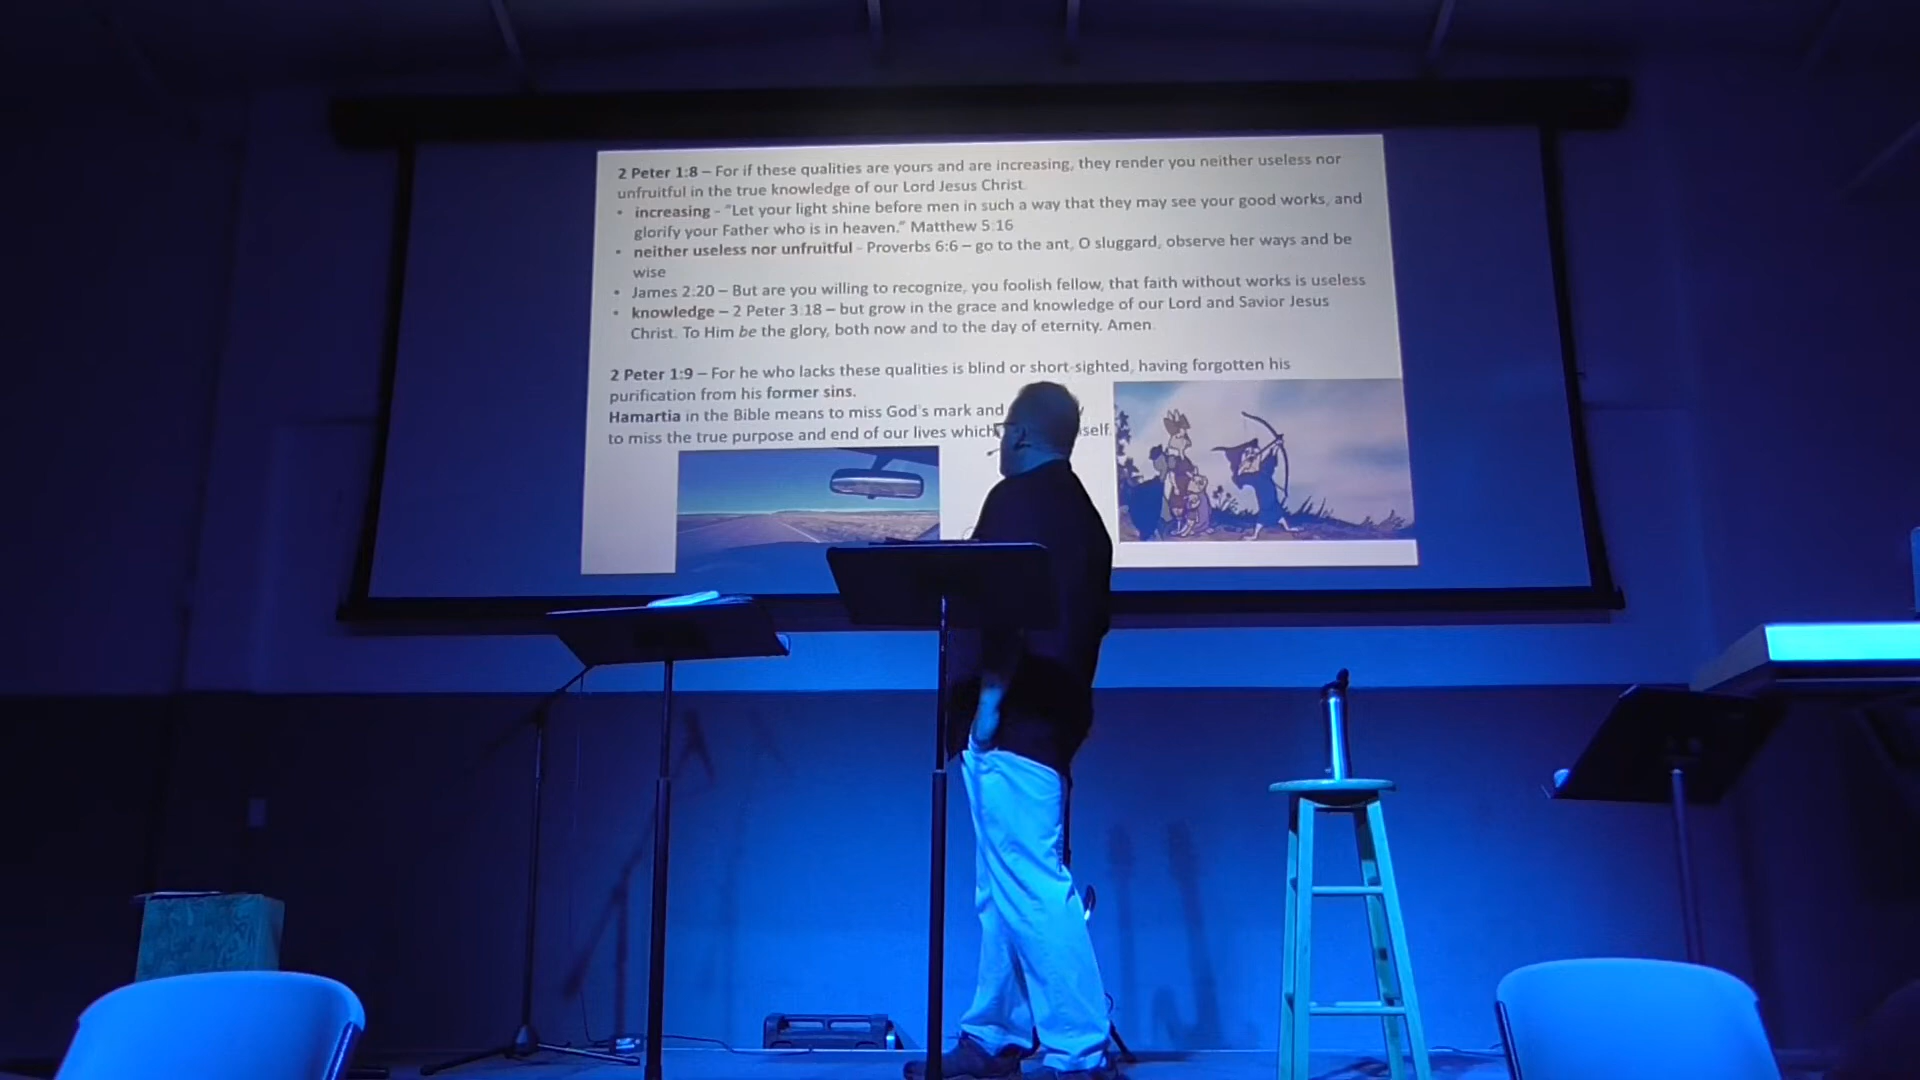 2 Peter 1:8 – For if these qualities are yours and are increasing, they render you neither useless nor
unfruitful in the true knowledge of our Lord Jesus Christ.
• increasing - "Let your light shine before men in such a way that they may see your good works, and
glorify your Father who is in heaven." Matthew 5:16
• neither useless nor unfruitful - Proverbs 6:6 – go to the ant, O sluggard, observe her ways and be
wise
• James 2:20 – But are you willing to recognize, you foolish fellow, that faith without works is useless
• knowledge – 2 Peter 3:18 – but grow in the grace and knowledge of our Lord and Savior Jesus
Christ. To Him be the glory, both now and to the day of eternity. Amen.
2 Peter 1:9 – For he who lacks these qualities is blind or short-sighted, having forgotten his
purification from his former sins.
Hamartia in the Bible means to miss God's mark and
to miss the true purpose and end of our lives which